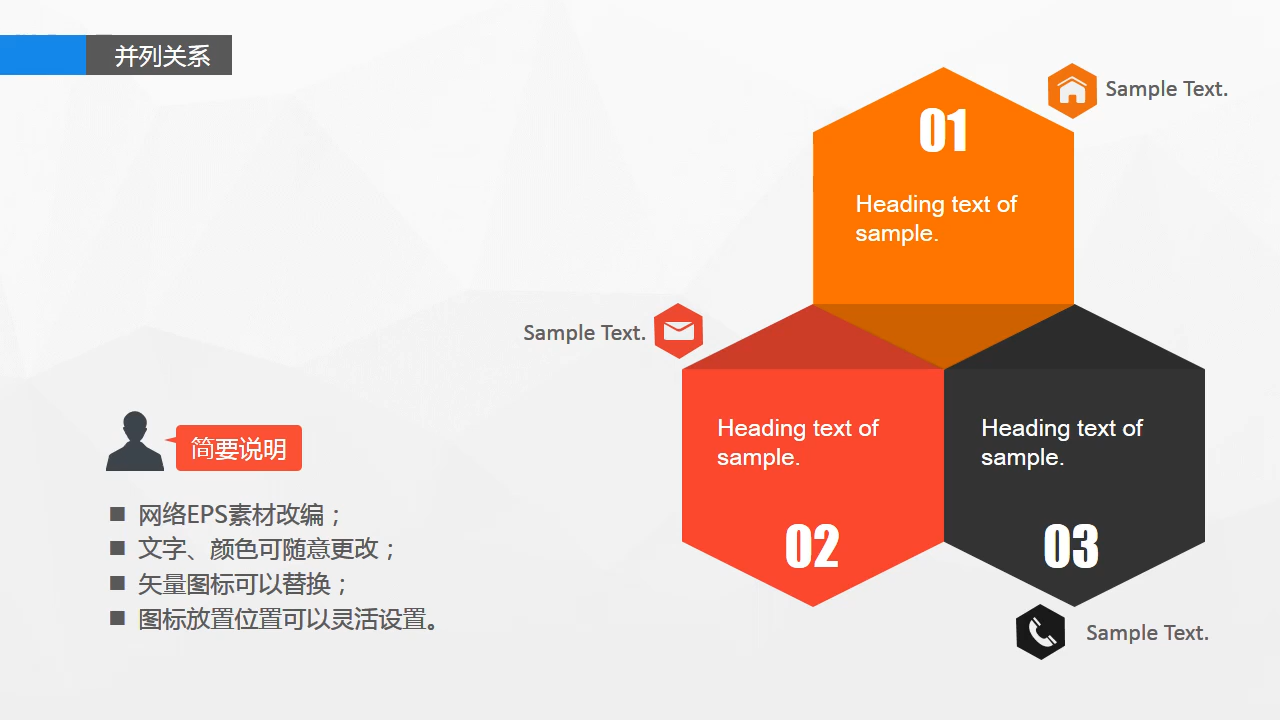 并列关系
Sample Text.
01
Heading text of
sample.
Sample Text.
Heading text of
sample.
02
Heading text of
sample.
03
Sample Text.
简要说明
■ 网络EPS素材改编；
■ 文字、颜色可随意更改；
■ 矢量图标可以替换；
■ 图标放置位置可以灵活设置。